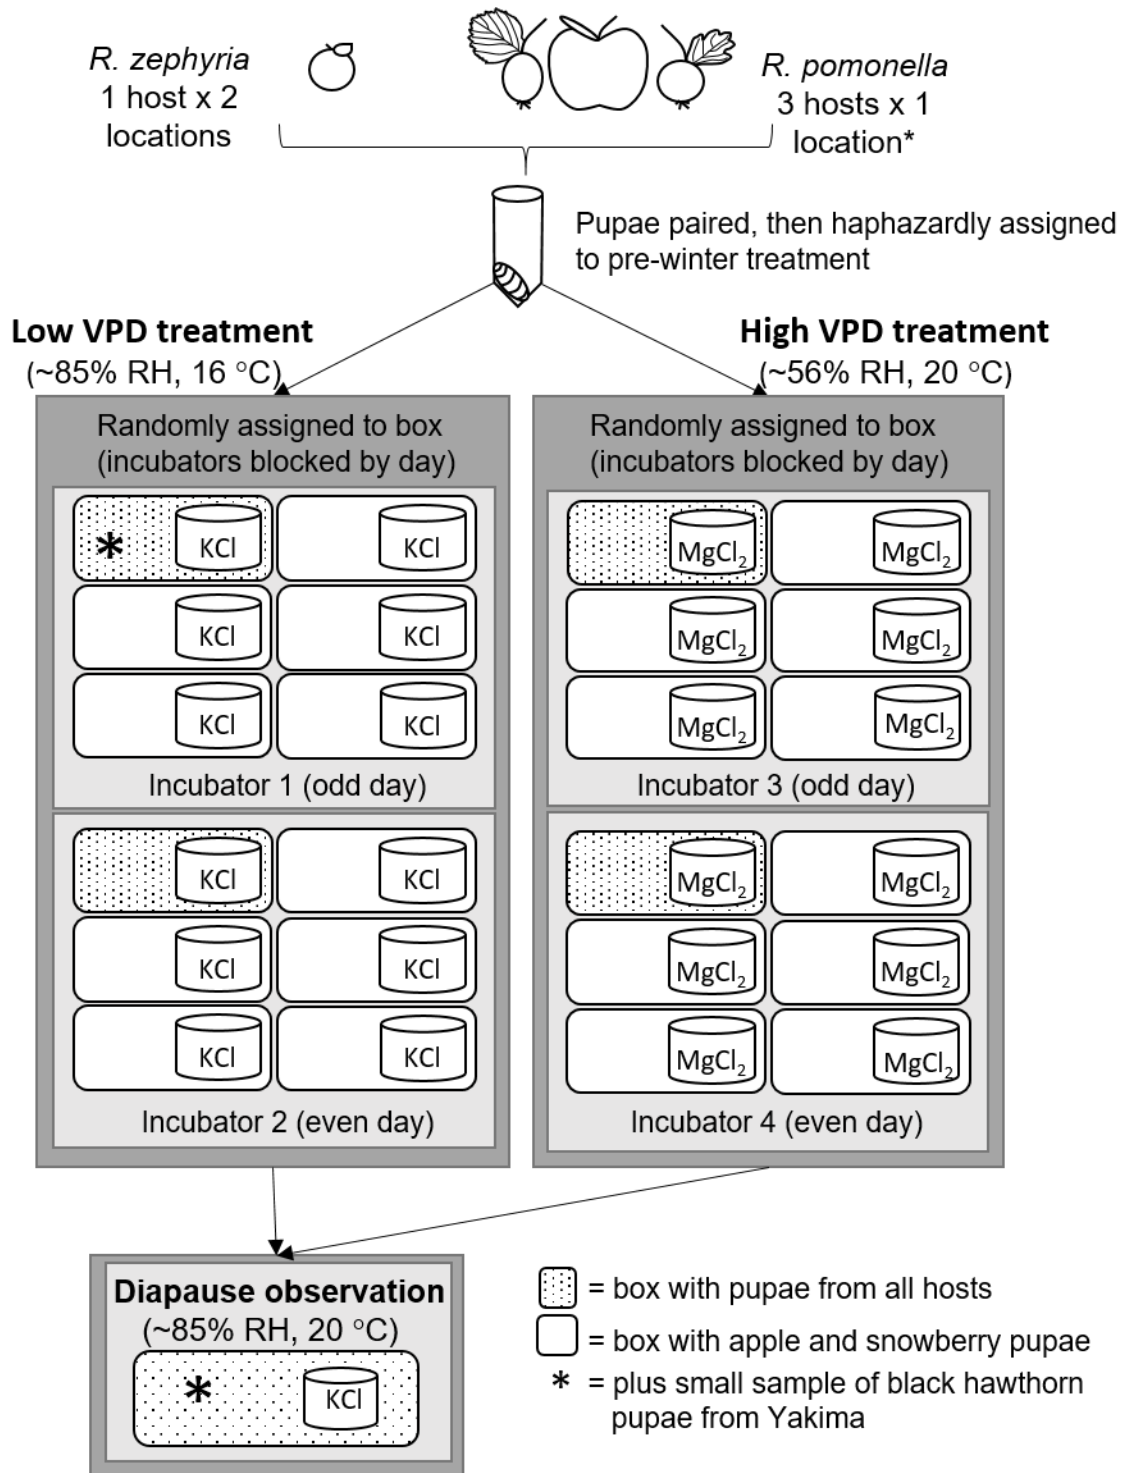 R. zephyria
1 host x 2
locations
R. pomonella
3 hosts x 1
location*
Pupae paired, then haphazardly assigned
to pre-winter treatment
Low VPD treatment
(~85% RH, 16 °C)
High VPD treatment
(~56% RH, 20 °C)
Randomly assigned to box
(incubators blocked by day)
* KCl KCl
KCl KCl
KCl KCl
Incubator 1 (odd day)
KCl KCl
KCl KCl
KCl KCl
Incubator 2 (even day)
Randomly assigned to box
(incubators blocked by day)
MgCl2 MgCl2
MgCl2 MgCl2
MgCl2 MgCl2
Incubator 3 (odd day)
MgCl2 MgCl2
MgCl2 MgCl2
MgCl2 MgCl2
Incubator 4 (even day)
Diapause observation
(~85% RH, 20 °C)
* KCl
= box with pupae from all hosts
= box with apple and snowberry pupae
* = plus small sample of black hawthorn
pupae from Yakima